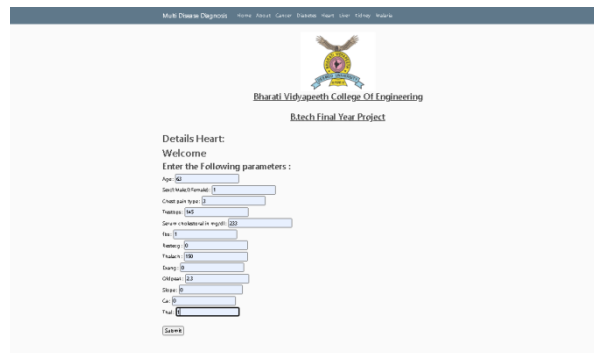 Multi Disease Diagnosis Home About Cancer Diabetes Heart Liver Kidney Malaria
Bharati Vidyapeeth College Of Engineering
B.tech Final Year Project
Details Heart:
Welcome
Enter the Following parameters :
Age: 63
Sex(1 Male,0 Female): 1
Chest pain type: 3
Trestbps: 145
Serum cholesterol in mg/dl: 233
Fbs: 1
Restecg: 0
Thalach: 150
Exang: 0
Oldpeak: 2.3
Slope: 0
Ca: 0
Thal: 1
Submit